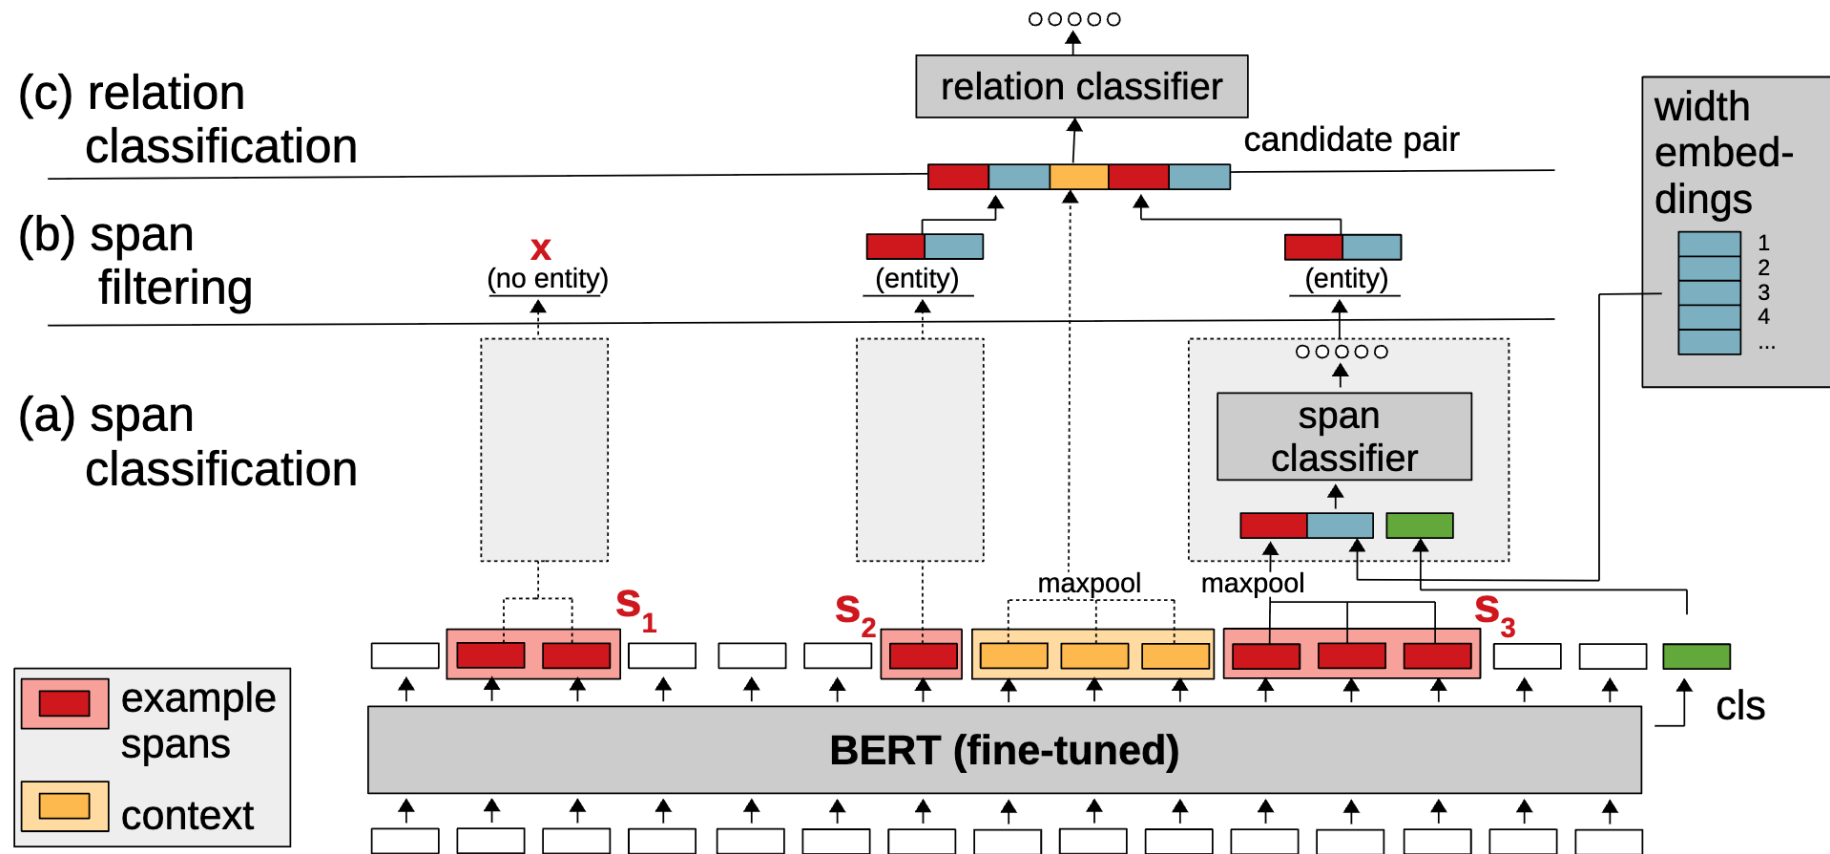 (c) relation
classification
relation classifier
candidate pair
width
embed-
dings
1
2
3
4
...
(b) span
filtering
x
(no entity)
(entity)
(entity)
(a) span
classification
span
classifier
maxpool
maxpool
s1
s2
s3
cls
BERT (fine-tuned)
example
spans
context